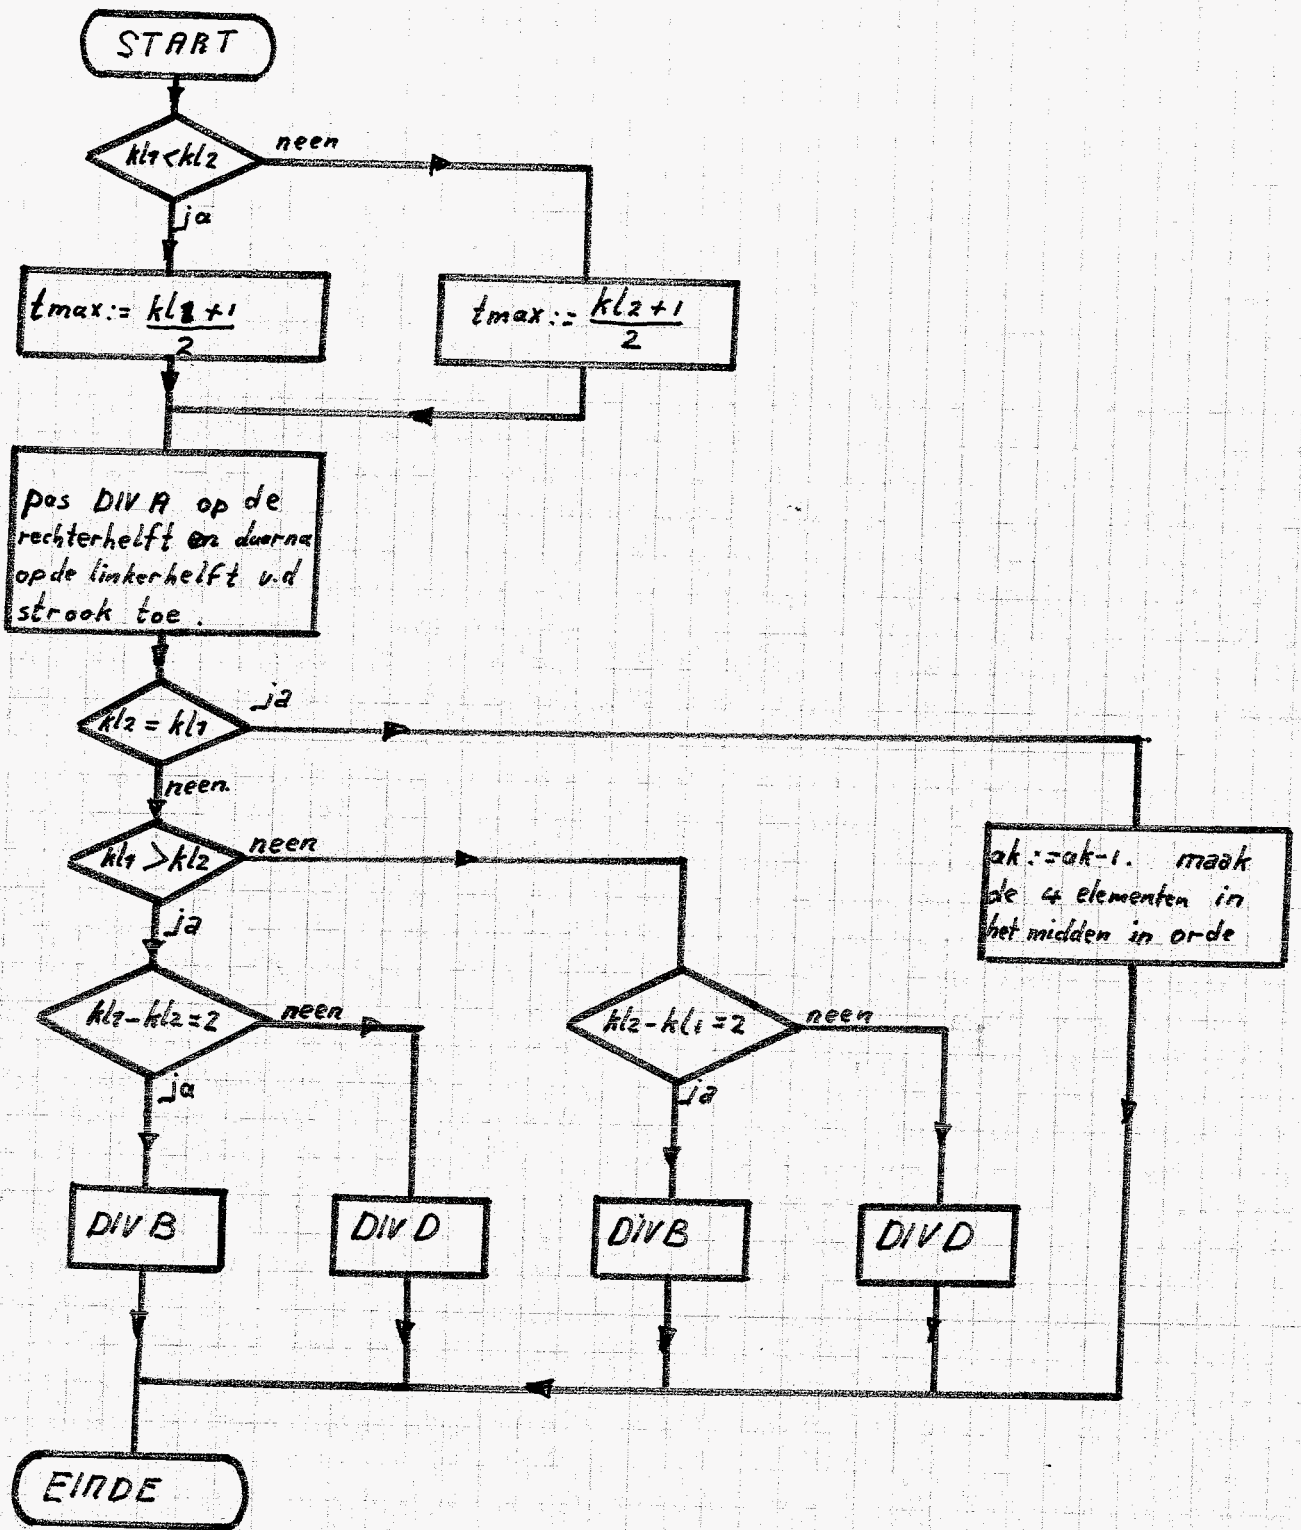 START
kl1<kl2
neen
ja
tmax:= kl1+1
2
tmax:= kl2+1
2
pas DIV A op de
rechterhelft en daarna
op de linkerhelft v.d
strook toe.
kl2 = kl1
ja
neen.
kl1 > kl2
neen
ja
ak:=ak-1. maak
de 4 elementen in
het midden in orde
kl1-kl2=2
neen
ja
kl2-kl1=2
neen
ja
DIV B
DIV D
DIV B
DIV D
EINDE